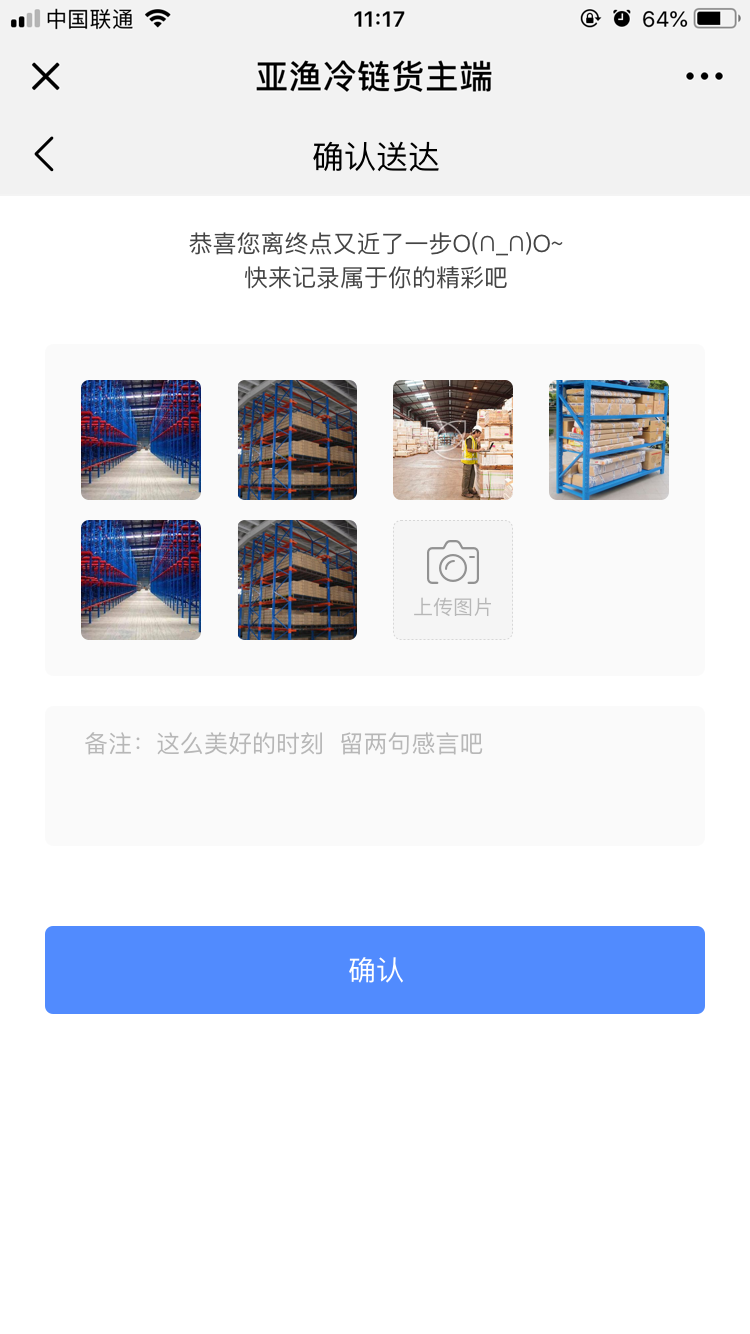 中国联通
11:17
64%
亚渔冷链货主端
确认送达
恭喜您离终点又近了一步O(∩_∩)O~
快来记录属于你的精彩吧
上传图片
备注：这么美好的时刻 留两句感言吧
确认